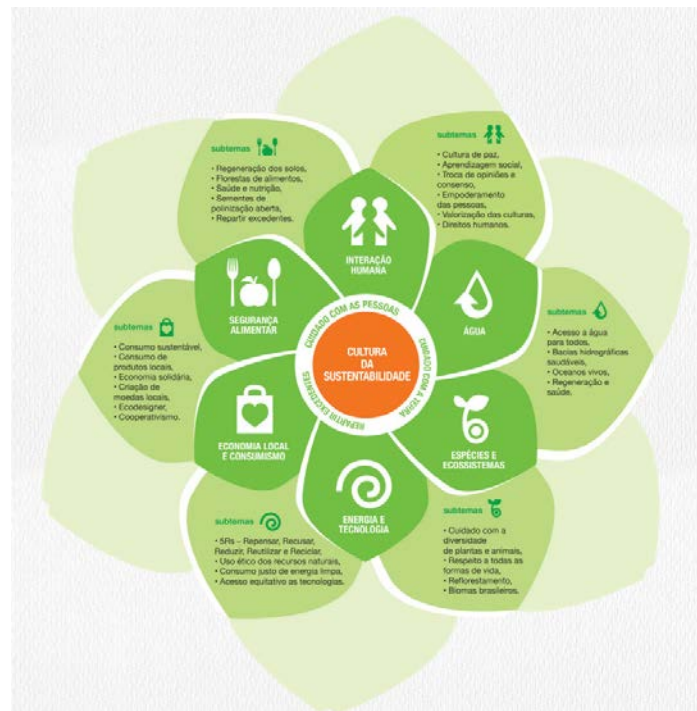 subtemas
• Regeneração dos solos,
• Florestas de alimentos,
• Saúde e nutrição,
• Sementes de
polinização aberta,
• Repartir excedentes.
subtemas
• Cultura de paz,
• Aprendizagem social,
• Troca de opiniões e
consenso,
• Empoderamento
das pessoas,
• Valorização das culturas,
• Direitos humanos.
INTERAÇÃO
HUMANA
SEGURANÇA
ALIMENTAR
ÁGUA
subtemas
• Consumo sustentável,
• Consumo de
produtos locais,
• Economia solidária,
• Criação de
moedas locais,
• Ecodesigner,
• Cooperativismo.
CUIDADO COM AS PESSOAS
CUIDADO COM A TERRA
REPARTIR EXCEDENTES
CULTURA
DA
SUSTENTABILIDADE
subtemas
• Acesso a água
para todos,
• Bacias hidrográficas
saudáveis,
• Oceanos vivos,
• Regeneração e
saúde.
ECONOMIA LOCAL
E CONSUMISMO
ESPÉCIES E
ECOSSISTEMAS
ENERGIA E
TECNOLOGIA
subtemas
• 5Rs – Repensar, Recusar,
Reduzir, Reutilizar e Reciclar,
• Uso ético dos recursos naturais,
• Consumo justo de energia limpa,
• Acesso equitativo as tecnologias.
subtemas
• Cuidado com a
diversidade
de plantas e animais,
• Respeito a todas as
formas de vida,
• Reflorestamento,
• Biomas brasileiros.